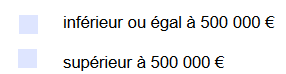 inférieur ou égal à 500 000 €
supérieur à 500 000 €